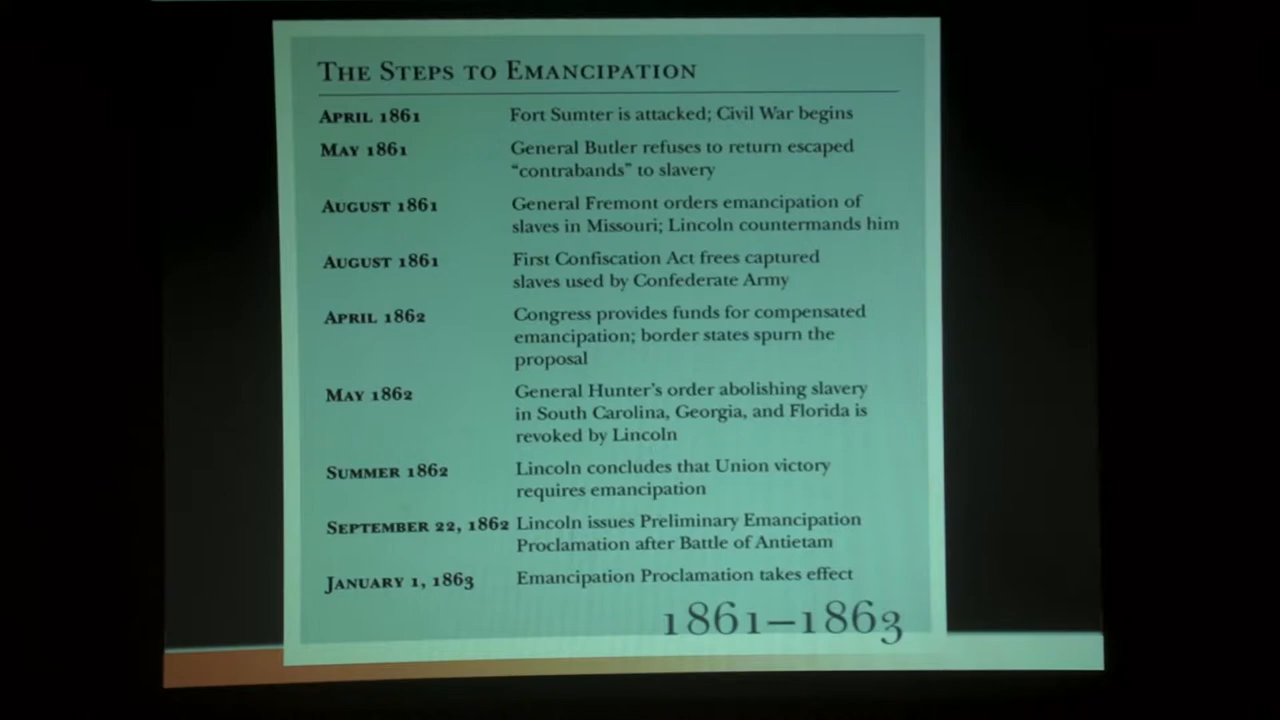 THE STEPS TO EMANCIPATION
APRIL 1861 Fort Sumter is attacked; Civil War begins
MAY 1861 General Butler refuses to return escaped
“contrabands” to slavery
AUGUST 1861 General Fremont orders emancipation of
slaves in Missouri; Lincoln countermands him
AUGUST 1861 First Confiscation Act frees captured
slaves used by Confederate Army
APRIL 1862 Congress provides funds for compensated
emancipation; border states spurn the
proposal
MAY 1862 General Hunter’s order abolishing slavery
in South Carolina, Georgia, and Florida is
revoked by Lincoln
SUMMER 1862 Lincoln concludes that Union victory
requires emancipation
SEPTEMBER 22, 1862 Lincoln issues Preliminary Emancipation
Proclamation after Battle of Antietam
JANUARY 1, 1863 Emancipation Proclamation takes effect
1861–1863